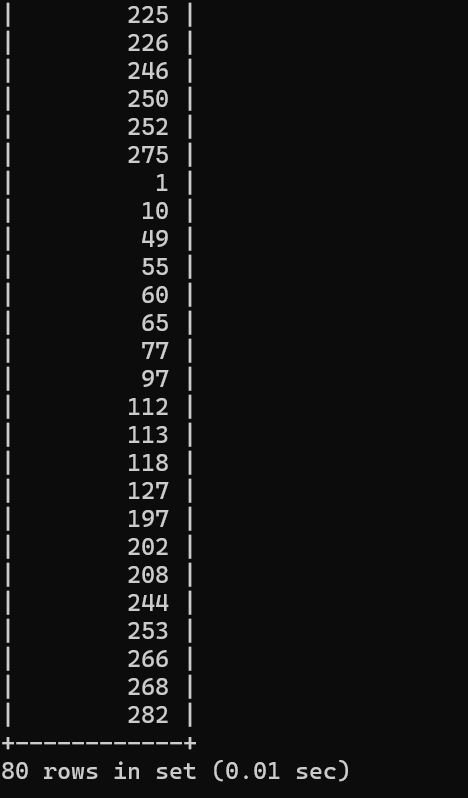 |        225 |
|        226 |
|        246 |
|        250 |
|        252 |
|        275 |
|          1 |
|         10 |
|         49 |
|         55 |
|         60 |
|         65 |
|         77 |
|         97 |
|        112 |
|        113 |
|        118 |
|        127 |
|        197 |
|        202 |
|        208 |
|        244 |
|        253 |
|        266 |
|        268 |
|        282 |
+------------+
80 rows in set (0.01 sec)